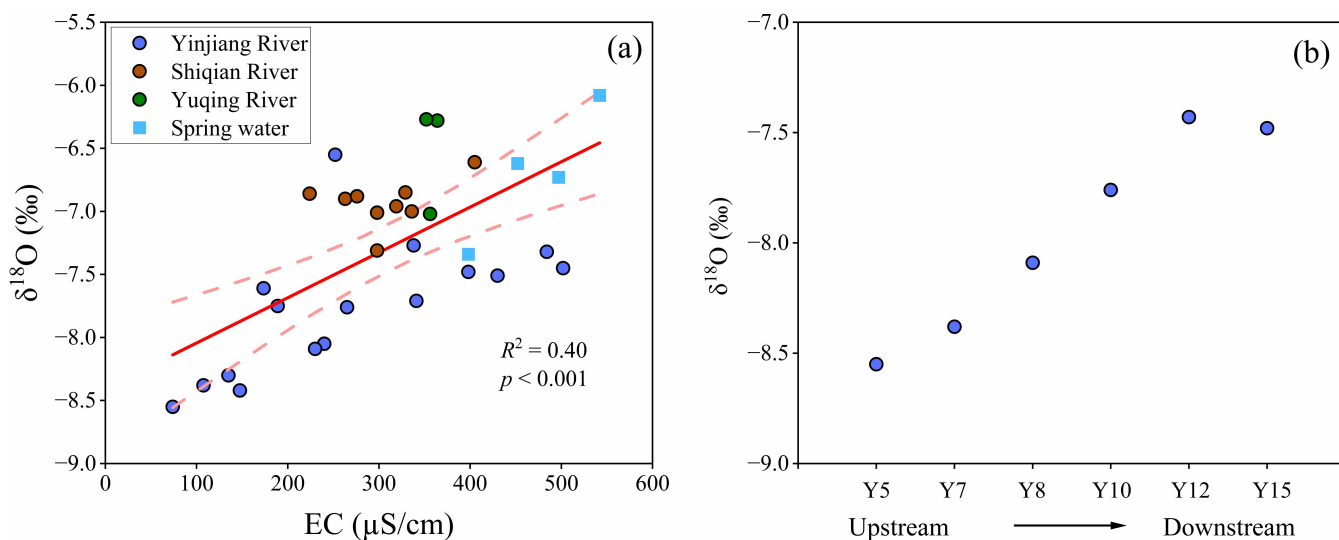 (a)
Yinjiang River
Shiqian River
Yuqing River
Spring water
−5.5
−6.0
−6.5
−7.0
−7.5
−8.0
−8.5
−9.0
δ¹⁸O (‰)
R² = 0.40
p < 0.001
0 100 200 300 400 500 600
EC (µS/cm)
(b)
−7.0
−7.5
−8.0
−8.5
−9.0
δ¹⁸O (‰)
Y5 Y7 Y8 Y10 Y12 Y15
Upstream Downstream